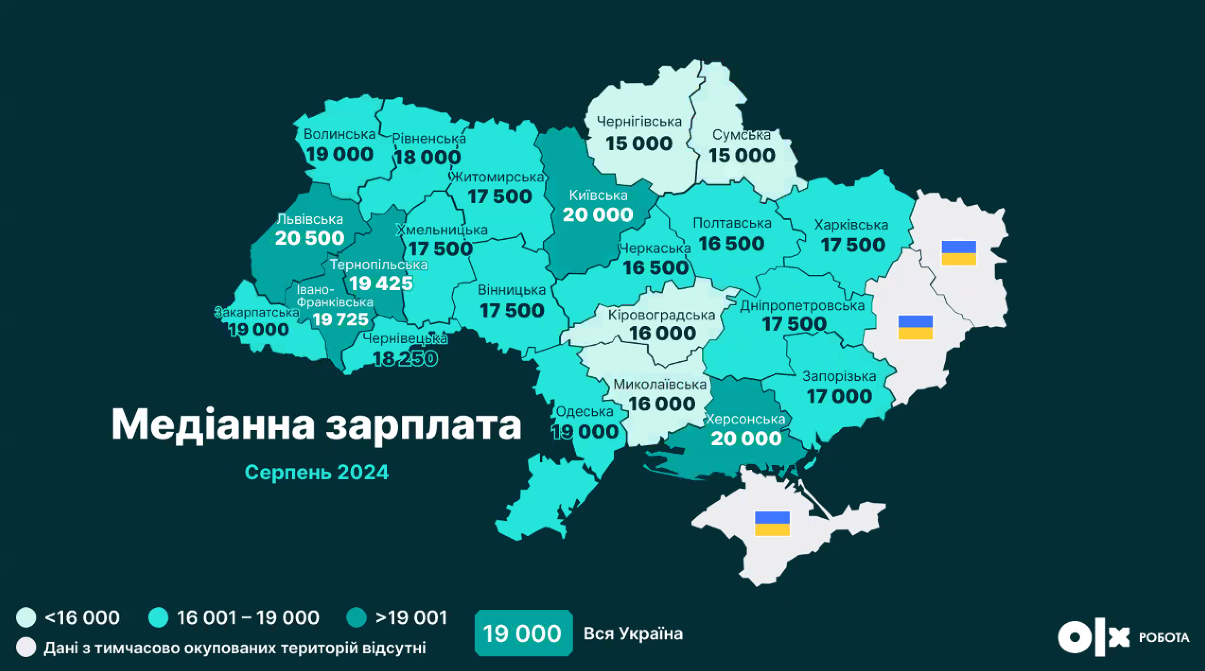 Чернігівська
15 000
Сумська
15 000
Волинська
19 000
Рівненська
18 000
Житомирська
17 500
Київська
20 000
Львівська
20 500
Хмельницька
17 500
Полтавська
16 500
Харківська
17 500
Черкаська
16 500
Тернопільська
19 425
Івано-
Франківська
19 725
Вінницька
17 500
Закарпатська
19 000
Чернівецька
18 250
Кіровоградська
16 000
Дніпропетровська
17 500
Миколаївська
16 000
Запорізька
17 000
Одеська
19 000
Херсонська
20 000
Медіанна зарплата
Серпень 2024
<16 000
16 001 – 19 000
>19 001
19 000
Вся Україна
Дані з тимчасово окупованих територій відсутні
olx РОБОТА